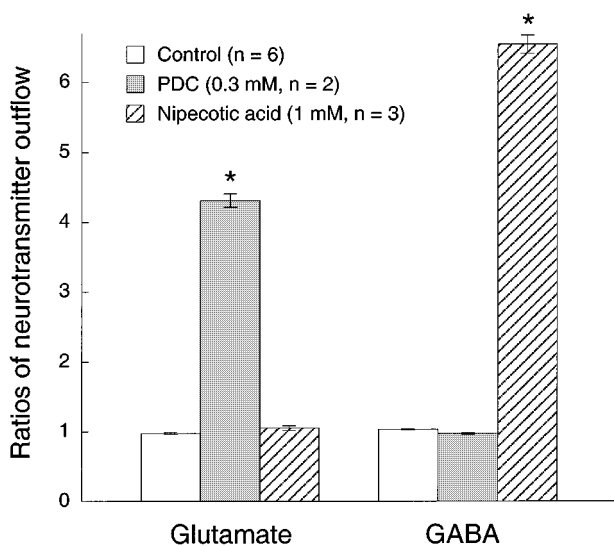 Ratios of neurotransmitter outflow
6
5
4
3
2
1
0
Control (n = 6)
PDC (0.3 mM, n = 2)
Nipecotic acid (1 mM, n = 3)
*
*
Glutamate
GABA